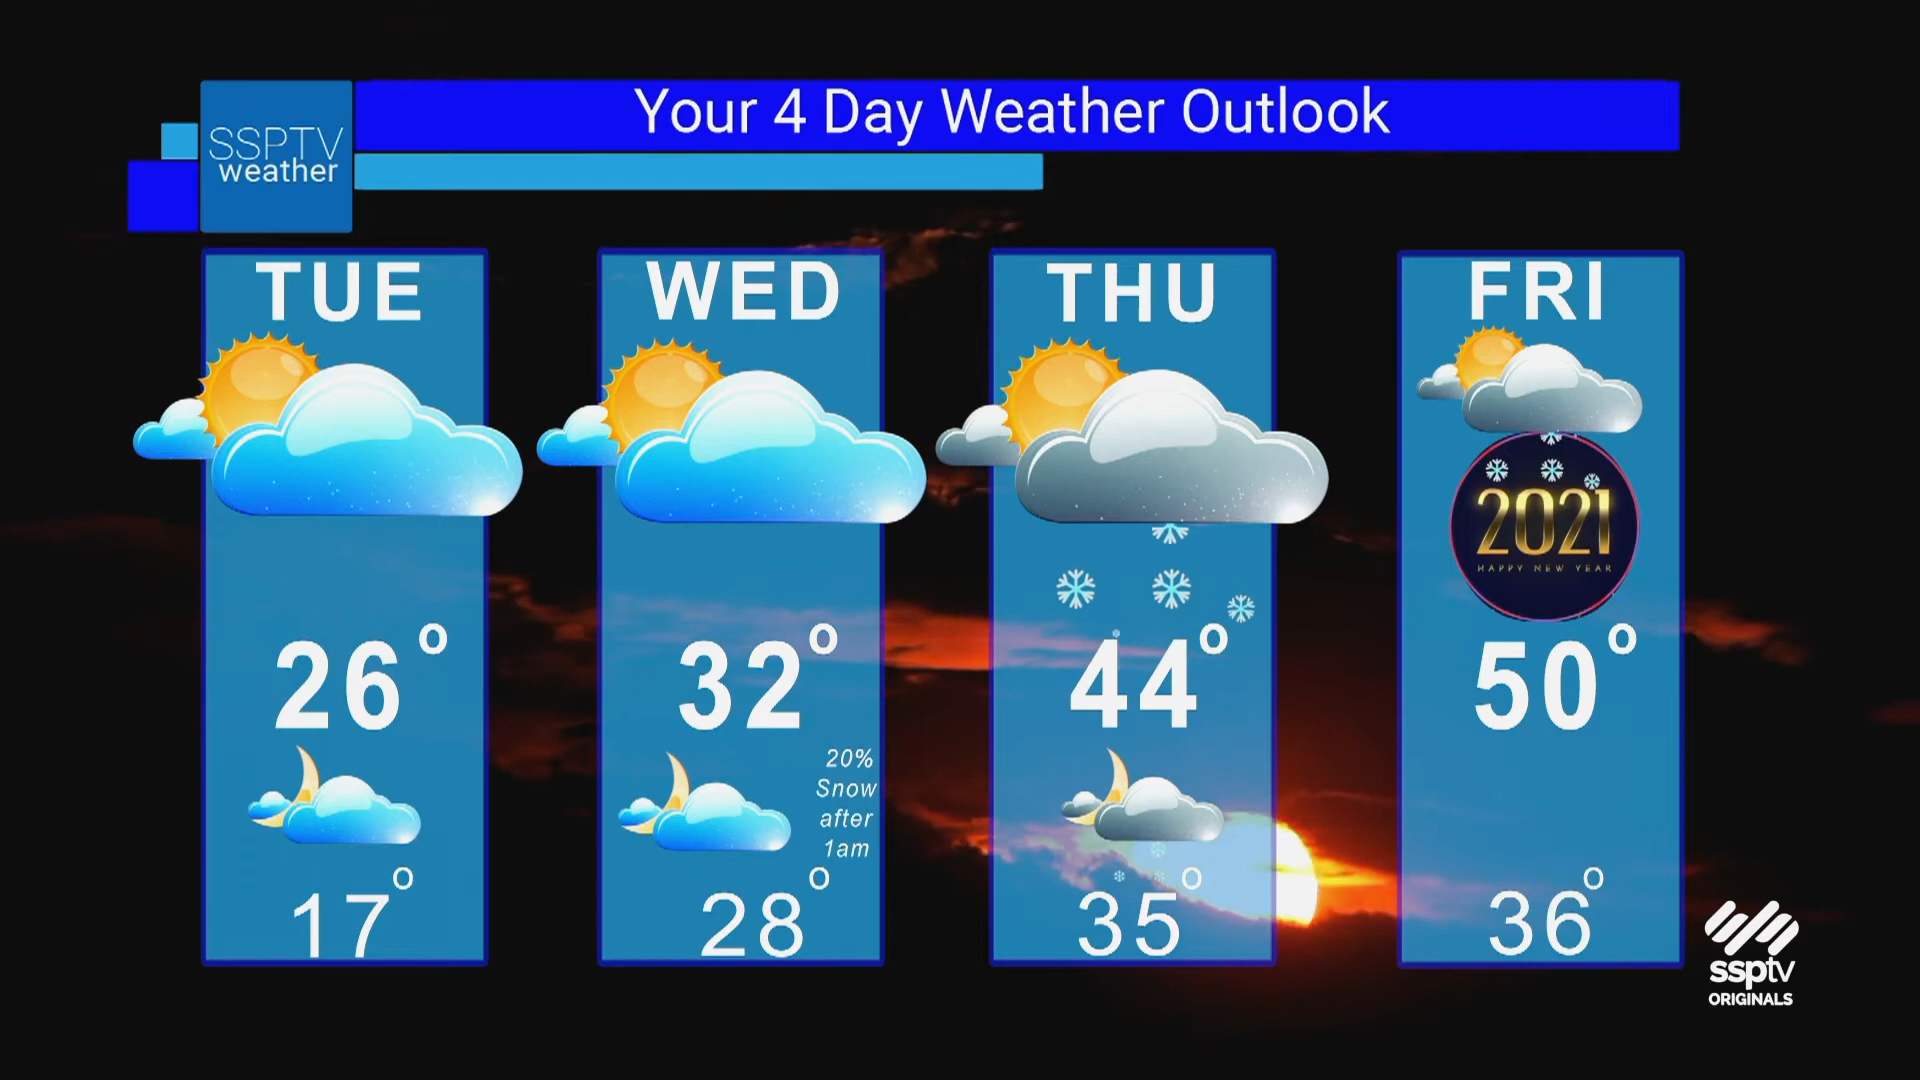 Your 4 Day Weather Outlook
SSPTV
weather
TUE
26°
17°
WED
32°
20%
Snow
after
1am
28°
THU
44°
35°
FRI
2021
HAPPY NEW YEAR
50°
36°
ssptv
ORIGINALS